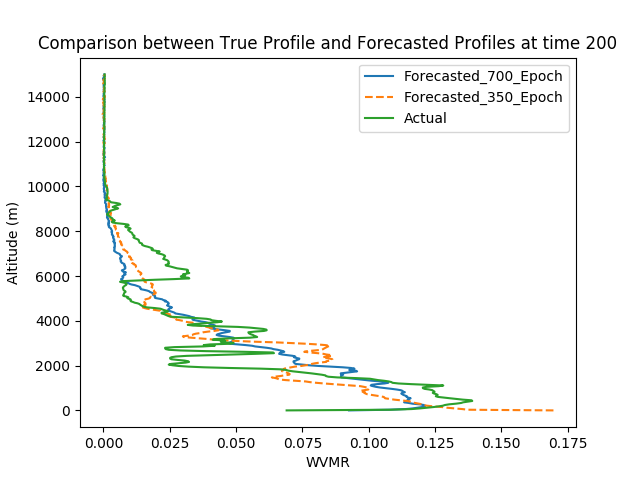 Comparison between True Profile and Forecasted Profiles at time 200
Forecasted_700_Epoch
Forecasted_350_Epoch
Actual
Altitude (m)
14000
12000
10000
8000
6000
4000
2000
0
0.000 0.025 0.050 0.075 0.100 0.125 0.150 0.175
WVMR